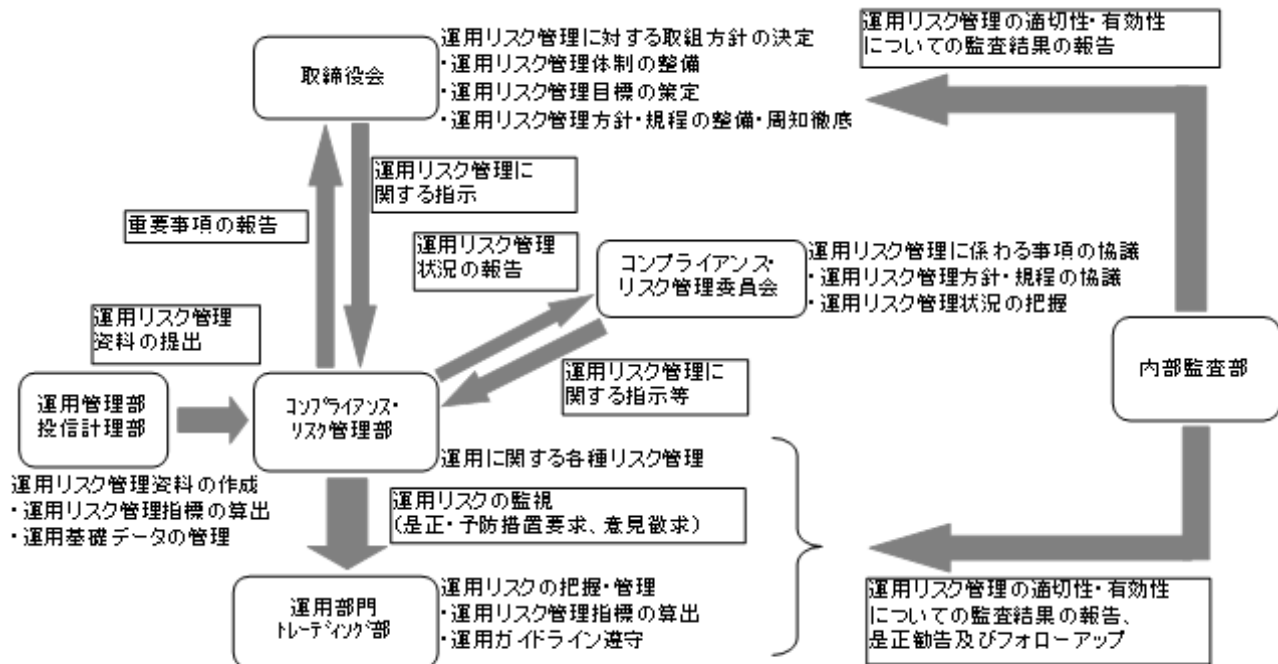 取締役会
運用リスク管理に対する取組方針の決定
・運用リスク管理体制の整備
・運用リスク管理目標の策定
・運用リスク管理方針・規程の整備・周知徹底
運用リスク管理の適切性・有効性
についての監査結果の報告
運用リスク管理に
関する指示
重要事項の報告
運用リスク管理
状況の報告
コンプライアンス・
リスク管理委員会
運用リスク管理に係わる事項の協議
・運用リスク管理方針・規程の協議
・運用リスク管理状況の把握
運用リスク管理
資料の提出
運用リスク管理に
関する指示等
内部監査部
運用管理部
投信計理部
コンプライアンス・
リスク管理部
運用に関する各種リスク管理
運用リスク管理資料の作成
・運用リスク管理指標の算出
・運用基礎データの管理
運用リスクの監視
(是正・予防措置要求、意見徴求)
運用部門
トレーディング部
運用リスクの把握・管理
・運用リスク管理指標の算出
・運用ガイドライン遵守
運用リスク管理の適切性・有効性
についての監査結果の報告、
是正勧告及びフォローアップ